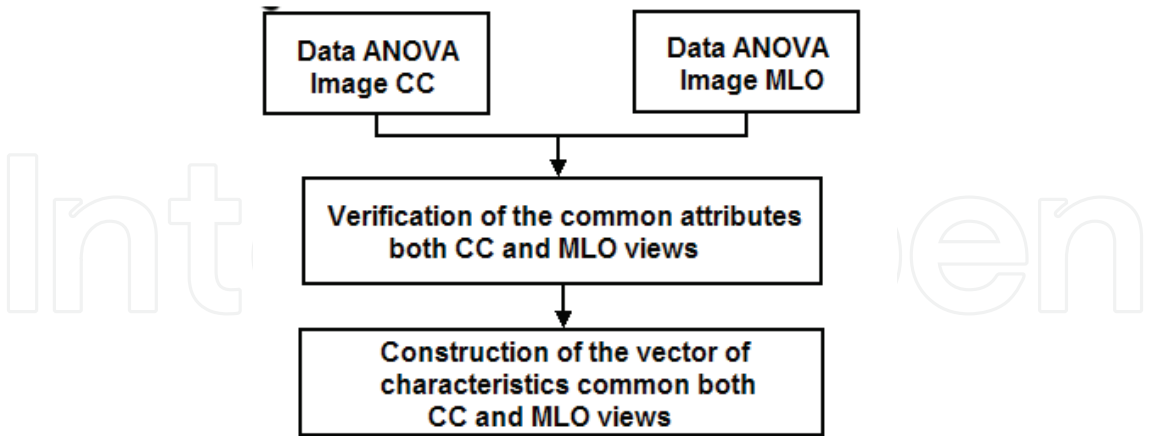 Data ANOVA
Image CC
Data ANOVA
Image MLO
Verification of the common attributes
both CC and MLO views
Construction of the vector of
characteristics common both
CC and MLO views